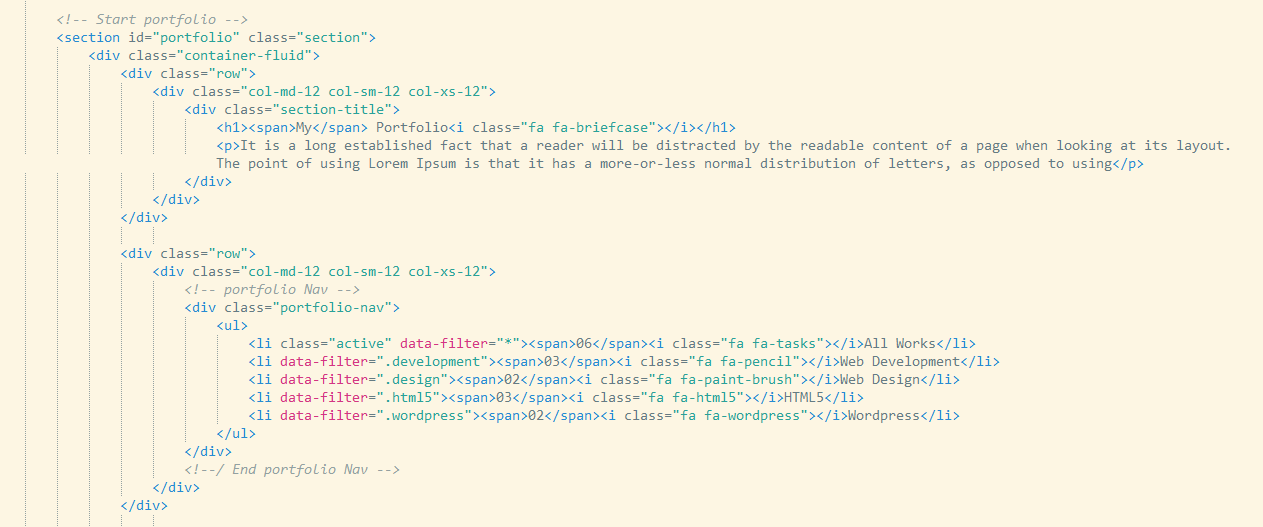 <!-- Start portfolio -->
<section id="portfolio" class="section">
<div class="container-fluid">
<div class="row">
<div class="col-md-12 col-sm-12 col-xs-12">
<div class="section-title">
<h1><span>My</span> Portfolio<i class="fa fa-briefcase"></i></h1>
<p>It is a long established fact that a reader will be distracted by the readable content of a page when looking at its layout.
The point of using Lorem Ipsum is that it has a more-or-less normal distribution of letters, as opposed to using</p>
</div>
</div>
</div>
<div class="row">
<div class="col-md-12 col-sm-12 col-xs-12">
<!-- portfolio Nav -->
<div class="portfolio-nav">
<ul>
<li class="active" data-filter="*"><span>06</span><i class="fa fa-tasks"></i>All Works</li>
<li data-filter=".development"><span>03</span><i class="fa fa-pencil"></i>Web Development</li>
<li data-filter=".design"><span>02</span><i class="fa fa-paint-brush"></i>Web Design</li>
<li data-filter=".html5"><span>03</span><i class="fa fa-html5"></i>HTML5</li>
<li data-filter=".wordpress"><span>02</span><i class="fa fa-wordpress"></i>Wordpress</li>
</ul>
</div>
<!--/ End portfolio Nav -->
</div>
</div>